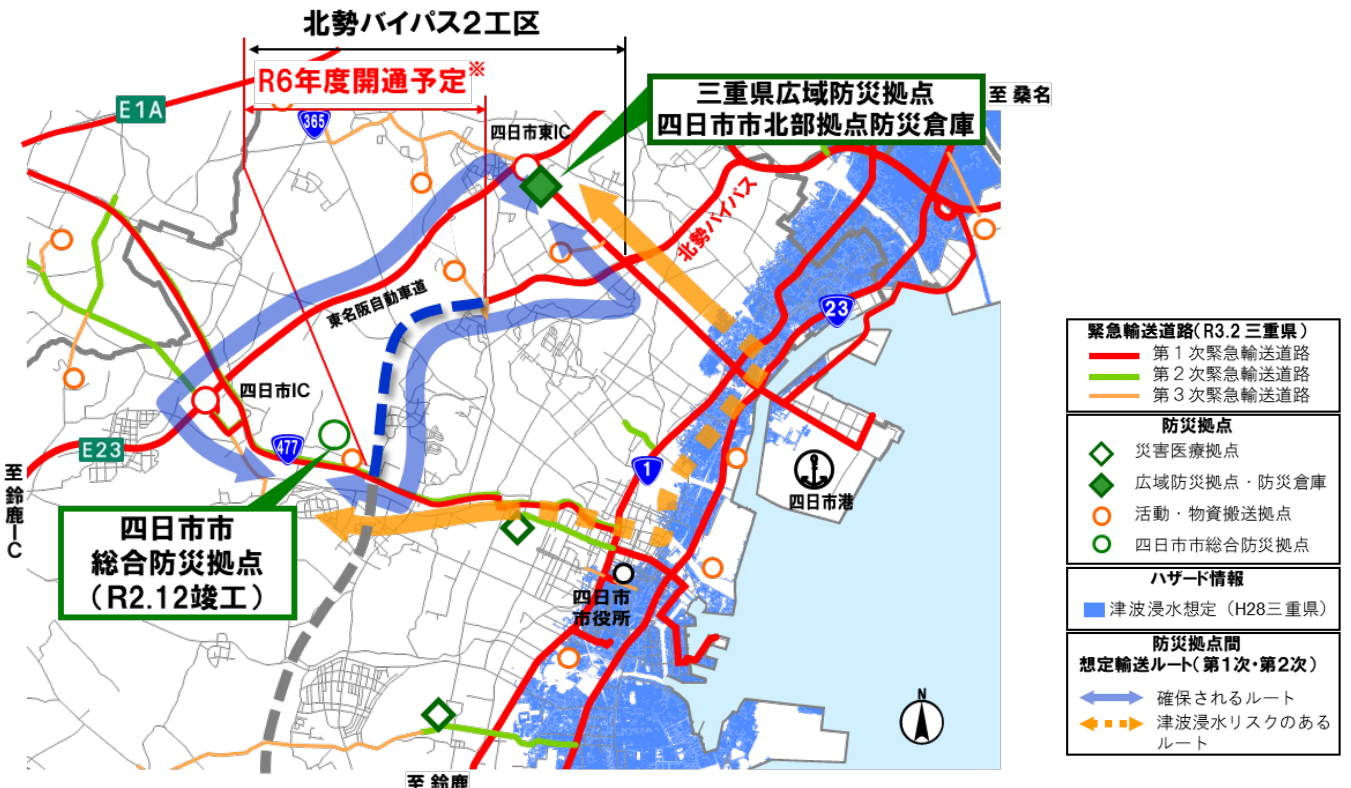 北勢バイパス2工区
R6年度開通予定※
E1A
365
四日市東IC
三重県広域防災拠点
四日市市北部拠点防災倉庫
至 桑名
北勢バイパス
23
東名阪自動車道
四日市IC
477
E23
至 鈴鹿IC
1
四日市港
四日市市
総合防災拠点
(R2.12竣工)
四日市
市役所
至 鈴鹿
N
緊急輸送道路(R3.2 三重県)
第1次緊急輸送道路
第2次緊急輸送道路
第3次緊急輸送道路
防災拠点
災害医療拠点
広域防災拠点・防災倉庫
活動・物資搬送拠点
四日市市総合防災拠点
ハザード情報
津波浸水想定(H28三重県)
防災拠点間
想定輸送ルート(第1次・第2次)
確保されるルート
津波浸水リスクのある
ルート